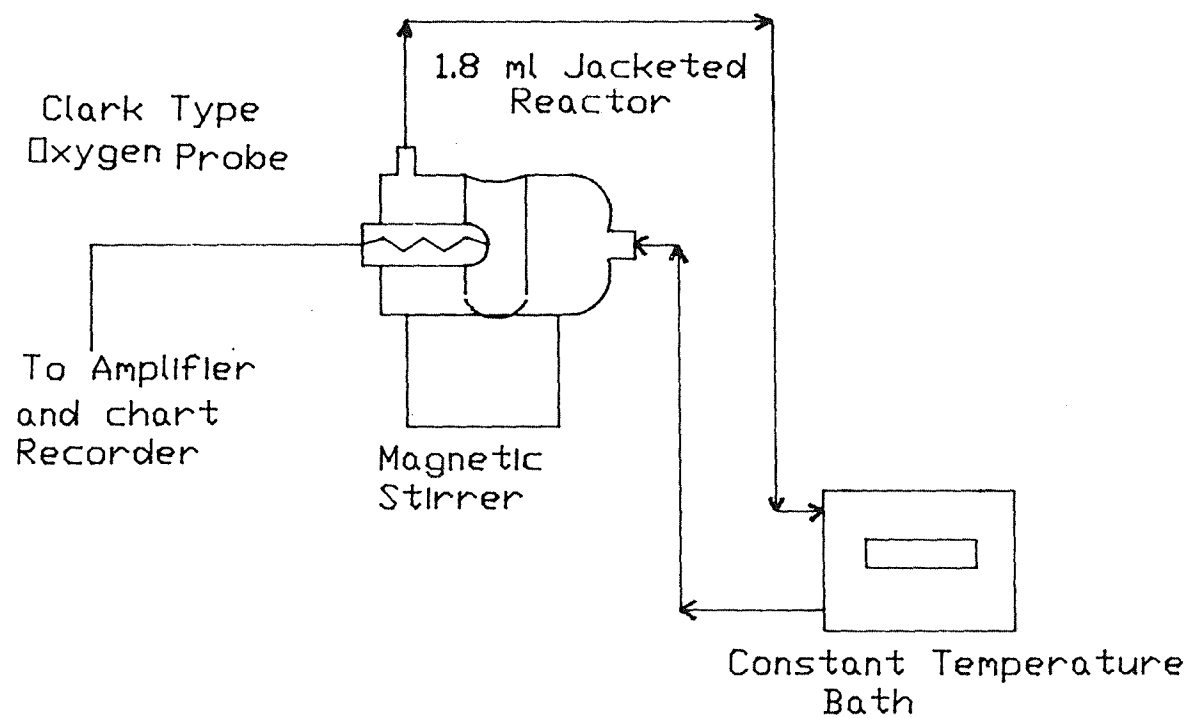 1.8 ml Jacketed
Reactor
Clark Type
Oxygen Probe
To Amplifier
and chart
Recorder
Magnetic
Stirrer
Constant Temperature
Bath